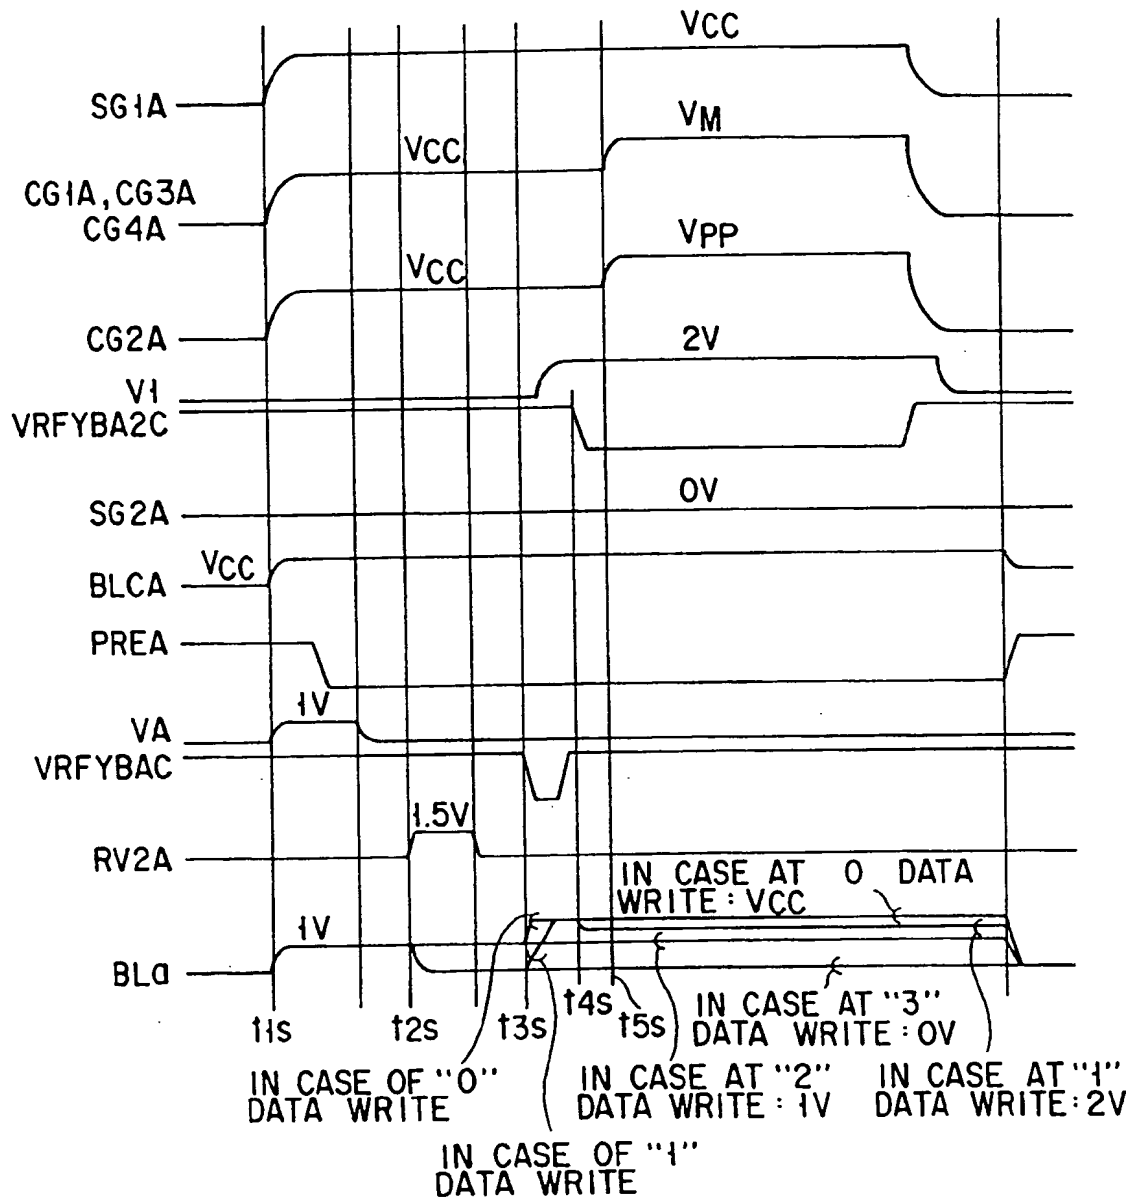 VCC
SG1A
VM
VCC
CG1A, CG3A
CG4A
VPP
VCC
CG2A
2V
V1
VRFYBA2C
0V
SG2A
VCC
BLCA
PREA
1V
VA
VRFYBAC
1.5V
RV2A
IN CASE AT 0 DATA
WRITE : VCC
1V
BLa
t1s t2s t3s t4s t5s
IN CASE AT "3"
DATA WRITE : 0V
IN CASE OF "0"
DATA WRITE
IN CASE AT "2"
DATA WRITE : 1V
IN CASE AT "1"
DATA WRITE : 2V
IN CASE OF "1"
DATA WRITE